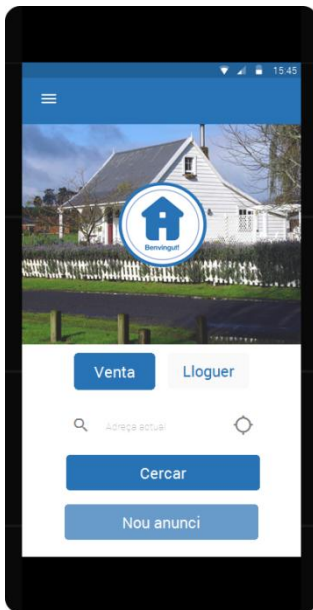 15:45
Benvingut!
Venta
Lloguer
Adreça actual
Cercar
Nou anunci